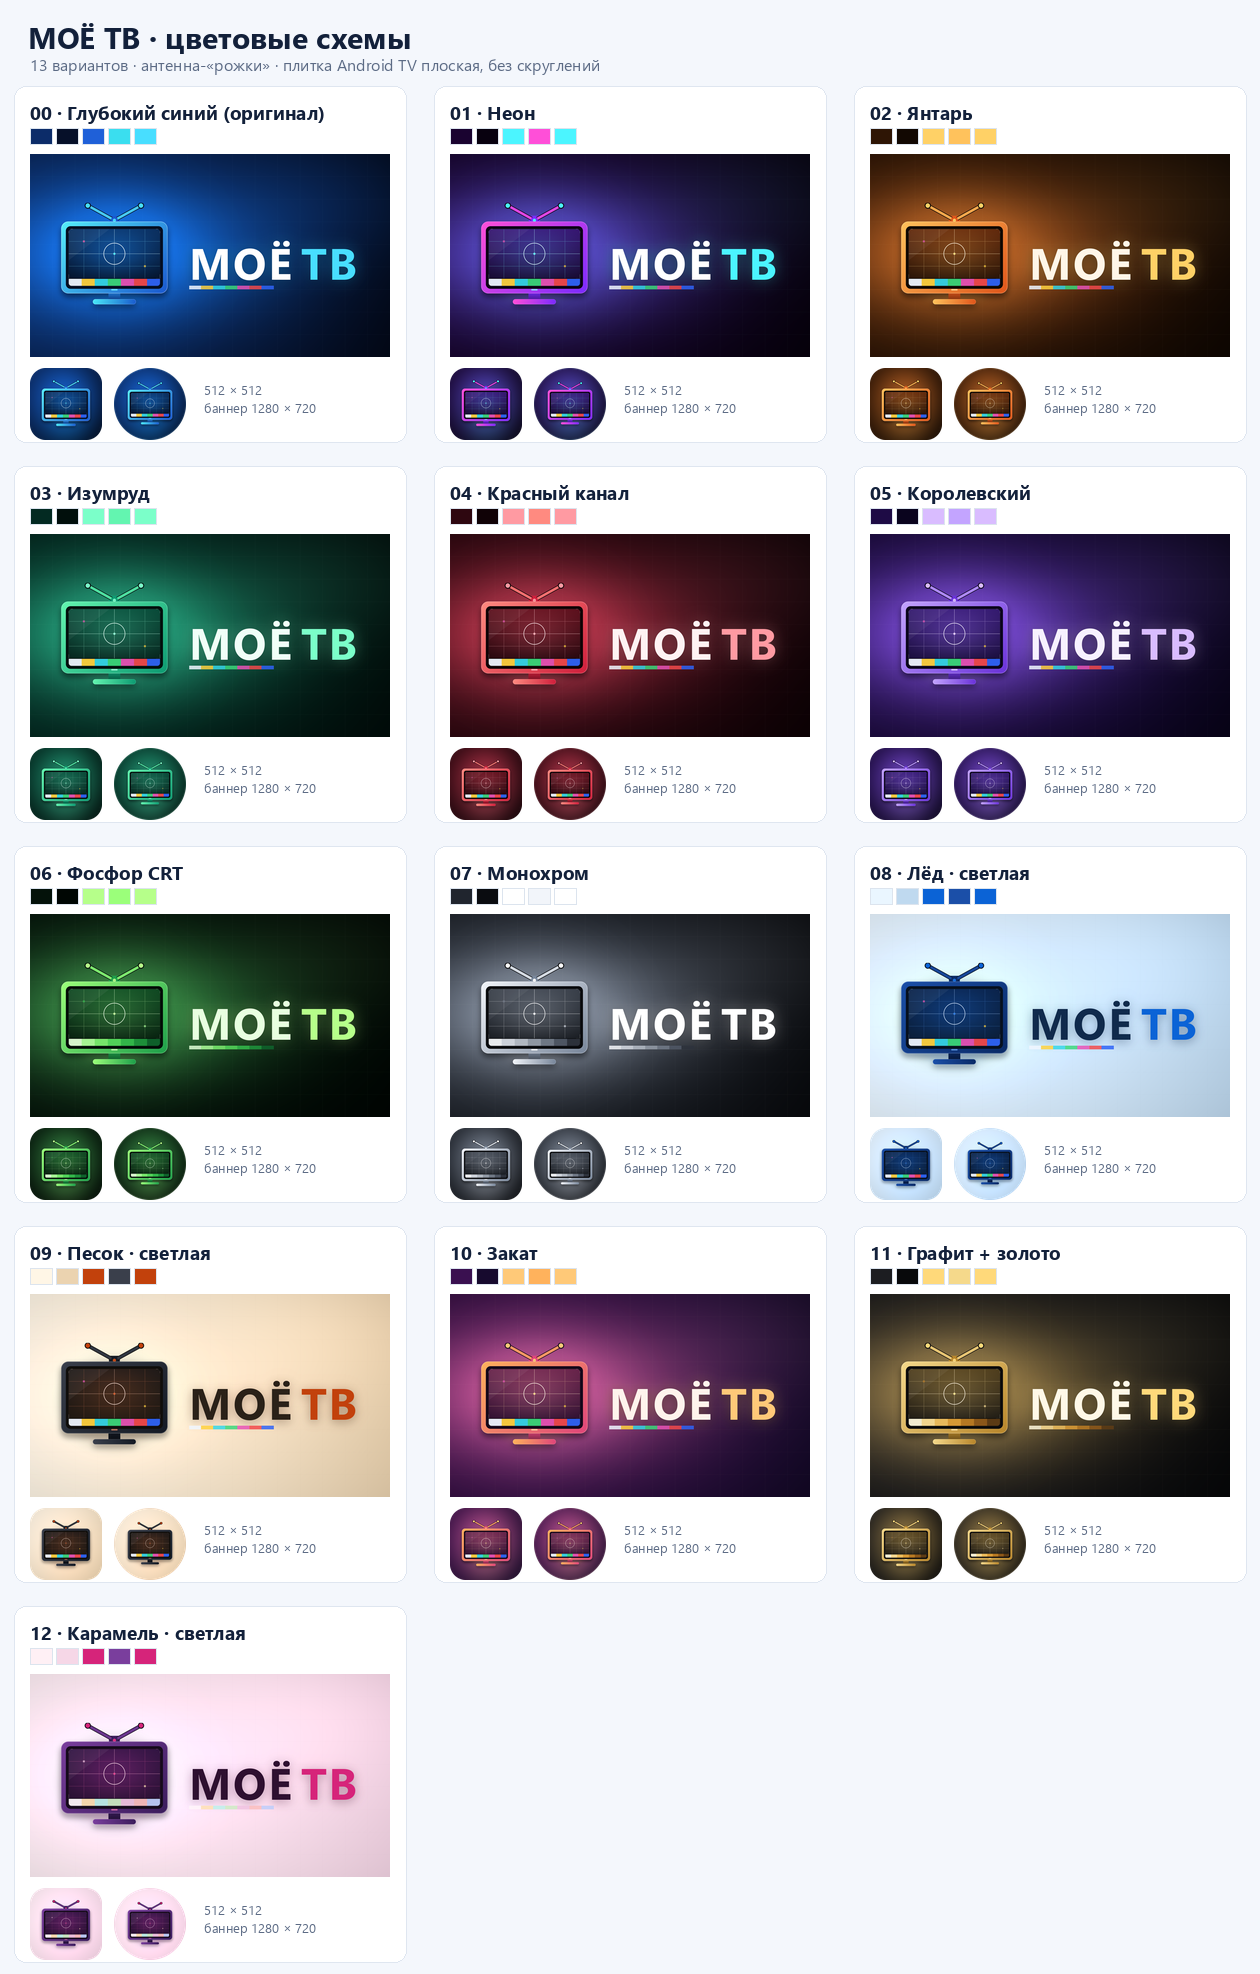 МОЁ ТВ · цветовые схемы
13 вариантов · антенна-«рожки» · плитка Android TV плоская, без скруглений
00 · Глубокий синий (оригинал)
МОЁ ТВ
512 × 512
баннер 1280 × 720
01 · Неон
МОЁ ТВ
512 × 512
баннер 1280 × 720
02 · Янтарь
МОЁ ТВ
512 × 512
баннер 1280 × 720
03 · Изумруд
МОЁ ТВ
512 × 512
баннер 1280 × 720
04 · Красный канал
МОЁ ТВ
512 × 512
баннер 1280 × 720
05 · Королевский
МОЁ ТВ
512 × 512
баннер 1280 × 720
06 · Фосфор CRT
МОЁ ТВ
512 × 512
баннер 1280 × 720
07 · Монохром
МОЁ ТВ
512 × 512
баннер 1280 × 720
08 · Лёд · светлая
МОЁ ТВ
512 × 512
баннер 1280 × 720
09 · Песок · светлая
МОЁ ТВ
512 × 512
баннер 1280 × 720
10 · Закат
МОЁ ТВ
512 × 512
баннер 1280 × 720
11 · Графит + золото
МОЁ ТВ
512 × 512
баннер 1280 × 720
12 · Карамель · светлая
МОЁ ТВ
512 × 512
баннер 1280 × 720